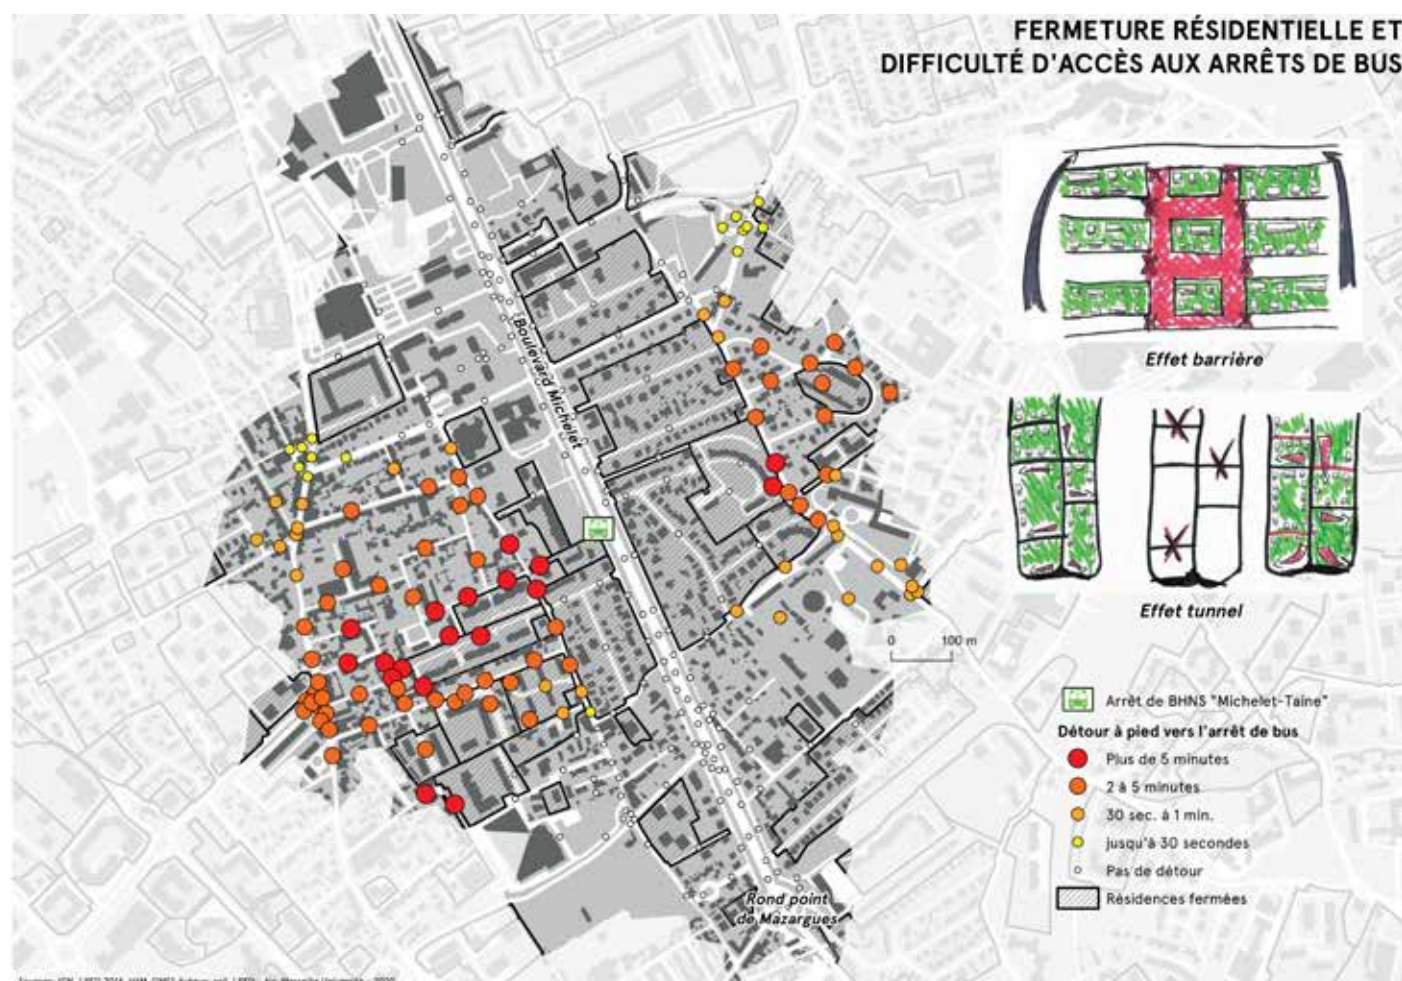 FERMETURE RÉSIDENTIELLE ET
DIFFICULTÉ D'ACCÈS AUX ARRÊTS DE BUS
Effet barrière
Boulevard Michelet
Effet tunnel
0 100 m
Arrêt de BHNS "Michelet-Taine"
Détour à pied vers l'arrêt de bus
Plus de 5 minutes
2 à 5 minutes
30 sec. à 1 min.
jusqu'à 30 secondes
Pas de détour
Résidences fermées
Rond point
de Mazargues